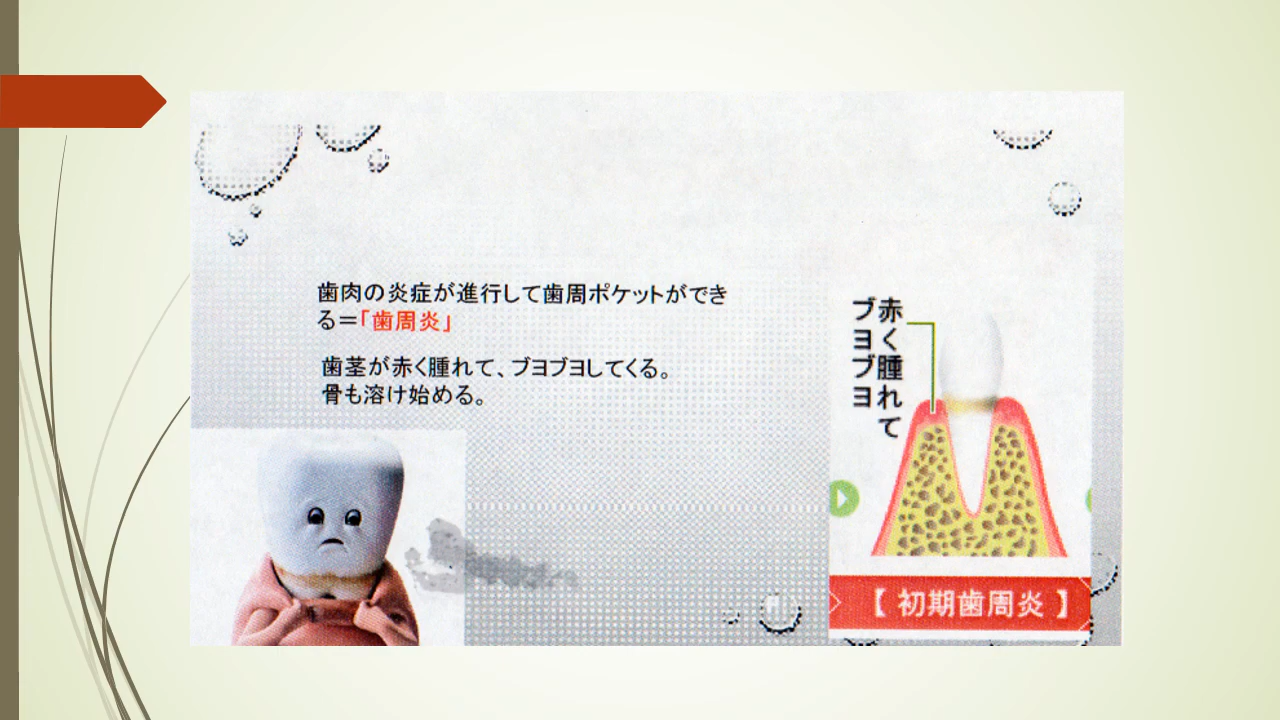 歯肉の炎症が進行して歯周ポケットができ
る＝「歯周炎」
歯茎が赤く腫れて、ブヨブヨしてくる。
骨も溶け始める。
赤く腫れて
ブヨブヨ
【 初期歯周炎 】